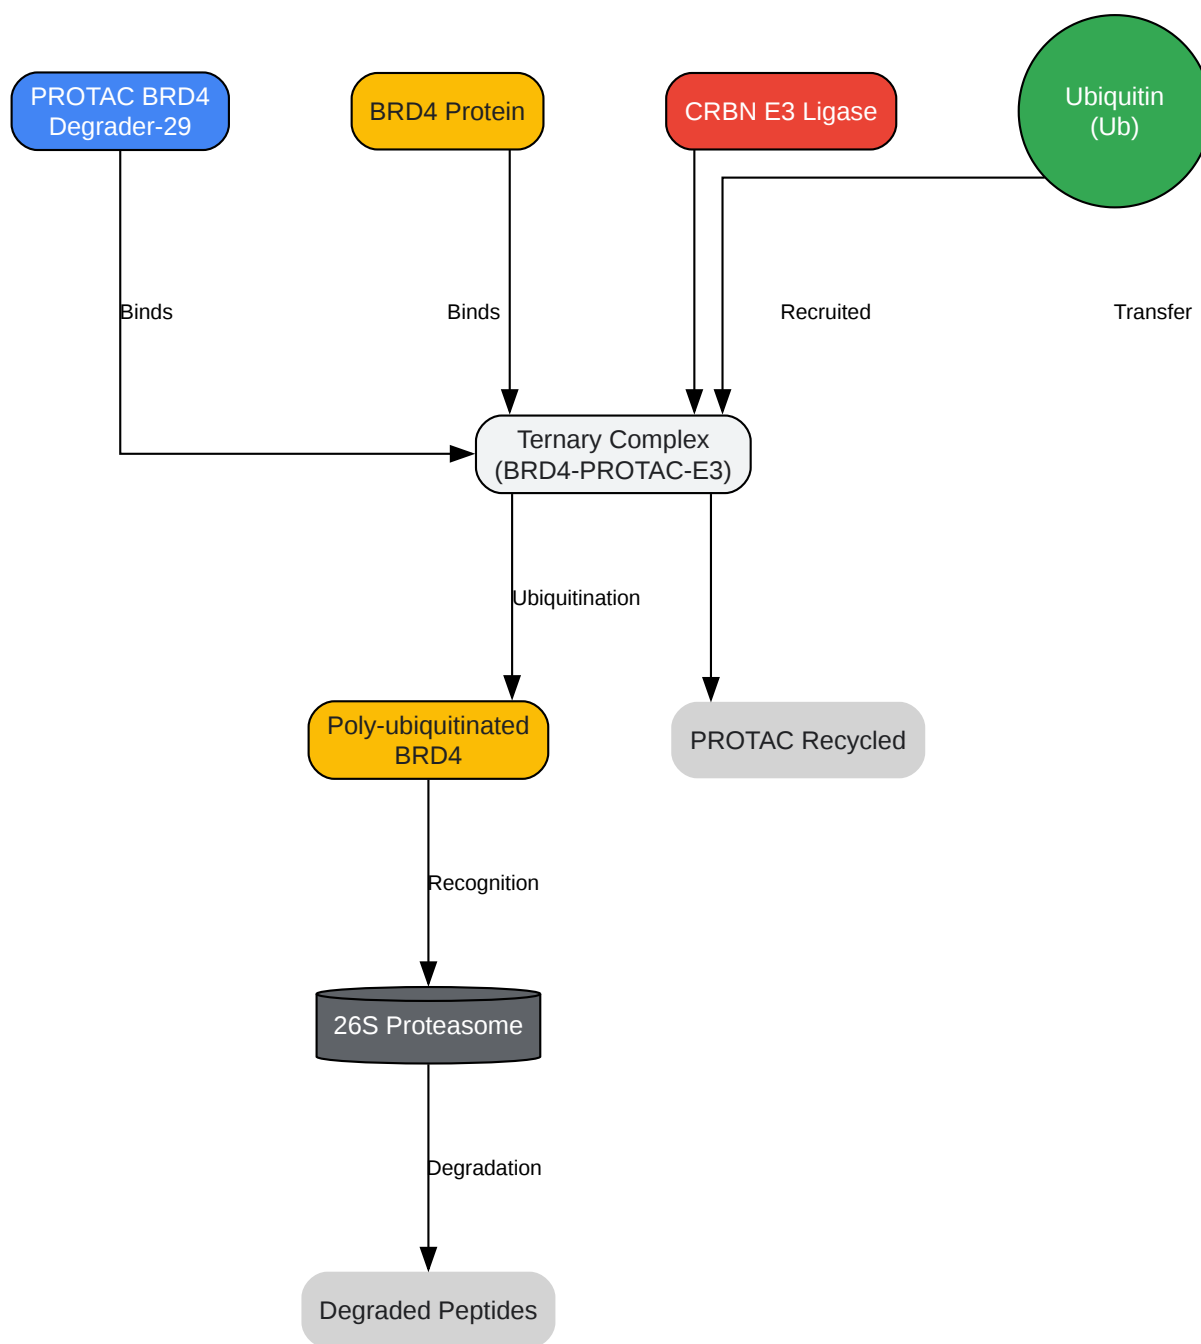 PROTAC BRD4
Degrader-29
BRD4 Protein
CRBN E3 Ligase
Ubiquitin
(Ub)
Binds
Binds
Recruited
Transfer
Ternary Complex
(BRD4-PROTAC-E3)
Ubiquitination
Poly-ubiquitinated
BRD4
PROTAC Recycled
Recognition
26S Proteasome
Degradation
Degraded Peptides